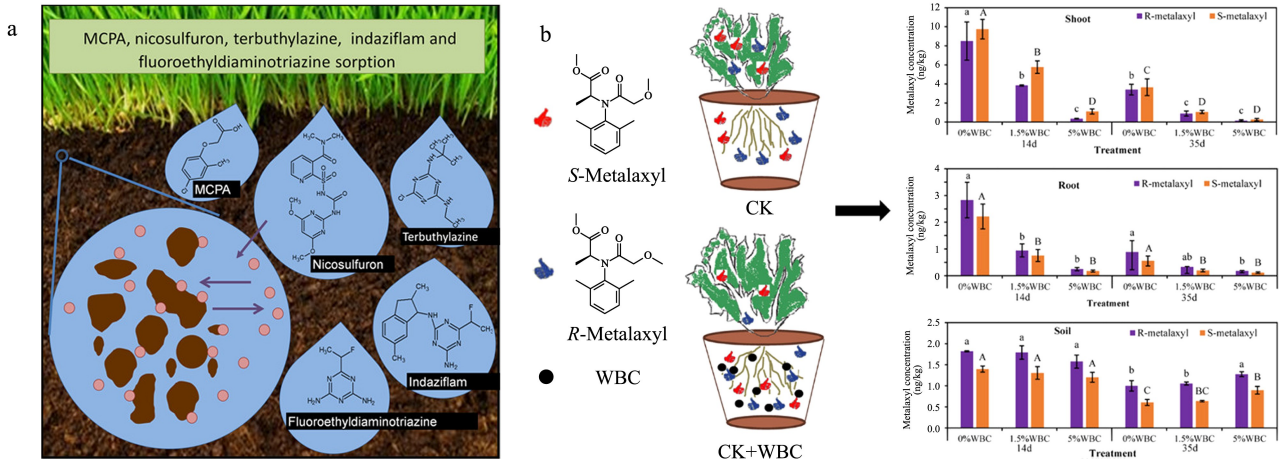 a
MCPA, nicosulfuron, terbuthylazine, indaziflam and
fluoroethyldiaminotriazine sorption
MCPA
Nicosulfuron
Terbuthylazine
Indaziflam
Fluoroethyldiaminotriazine
b
S-Metalaxyl
R-Metalaxyl
WBC
CK
CK+WBC
Shoot
R-metalaxyl
S-metalaxyl
Metalaxyl concentration
(ng/kg)
12
10
8
6
4
2
0
a A
b B
c D
b C
c D
c D
0%WBC 1.5%WBC 5%WBC 0%WBC 1.5%WBC 5%WBC
14d 35d
Treatment
Root
R-metalaxyl
S-metalaxyl
Metalaxyl concentration
(ng/kg)
4
3
2
1
0
a A
b B
b B
a A
ab B
b B
0%WBC 1.5%WBC 5%WBC 0%WBC 1.5%WBC 5%WBC
14d 35d
Treatment
Soil
R-metalaxyl
S-metalaxyl
Metalaxyl concentration
(ng/kg)
2.5
2.0
1.5
1.0
0.5
0.0
a A
a A
a A
b C
b BC
a B
0%WBC 1.5%WBC 5%WBC 0%WBC 1.5%WBC 5%WBC
14d 35d
Treatment